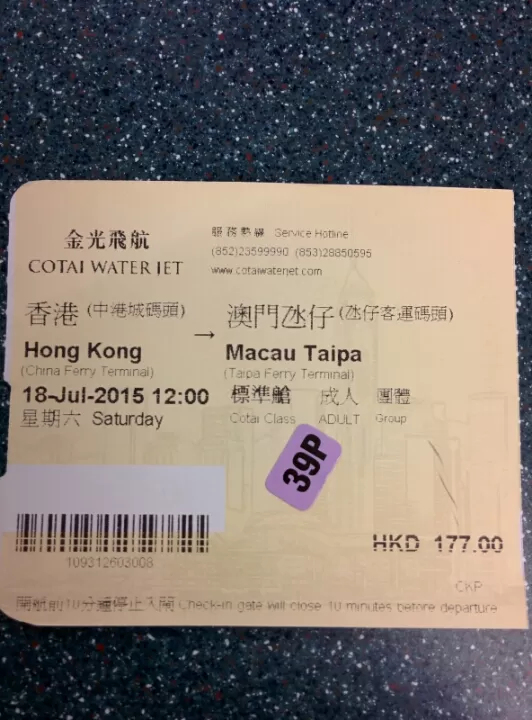 金光飛航
COTAI WATER JET
服務熱線 Service Hotline
(852)23599990 (853)28850595
www.cotaiwaterjet.com
香港 (中港城碼頭) → 澳門氹仔 (氹仔客運碼頭)
Hong Kong Macau Taipa
(China Ferry Terminal) (Taipa Ferry Terminal)
18-Jul-2015 12:00 標準艙 成人 團體
星期六 Saturday Cotai Class ADULT Group
39P
HKD 177.00
109312603008
CKP
開航前10分鐘停止入閘 Check-in gate will close 10 minutes before departure